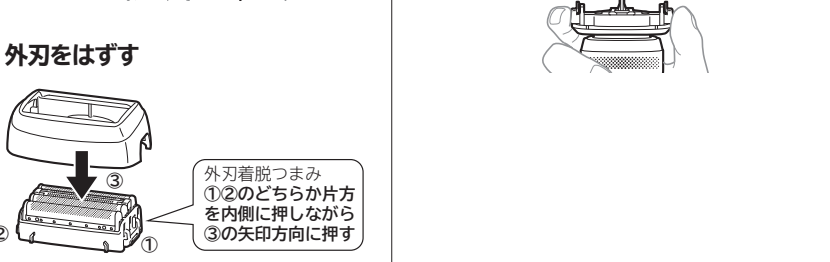 外刃をはずす
③
外刃着脱つまみ
①②のどちらか片方
を内側に押しながら
③の矢印方向に押す
②
①